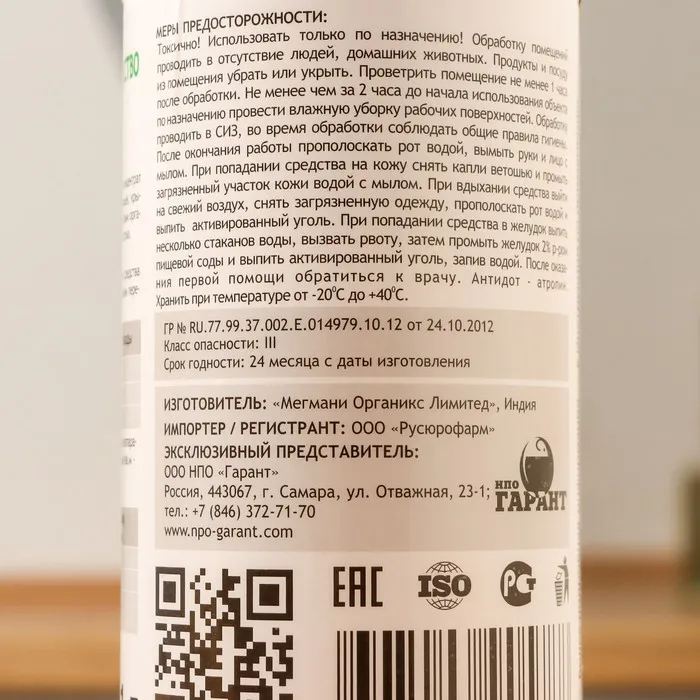 МЕРЫ ПРЕДОСТОРОЖНОСТИ:
Токсично! Использовать только по назначению! Обработку помещений
проводить в отсутствие людей, домашних животных. Продукты и посуду
из помещения убрать или укрыть. Проветрить помещение не менее 1 часа
после обработки. Не менее чем за 2 часа до начала использования объекта
по назначению провести влажную уборку рабочих поверхностей. Обработку
проводить в СИЗ, во время обработки соблюдать общие правила гигиены.
После окончания работы прополоскать рот водой, вымыть руки и лицо с
мылом. При попадании средства на кожу снять капли ветошью и промыть
загрязненный участок кожи водой с мылом. При вдыхании средства выйти
на свежий воздух, снять загрязненную одежду, прополоскать рот водой и
выпить активированный уголь. При попадании средства в желудок выпить
несколько стаканов воды, вызвать рвоту, затем промыть желудок 2% р-ром
пищевой соды и выпить активированный уголь, запив водой. После оказа-
ния первой помощи обратиться к врачу. Антидот - атропин.
Хранить при температуре от -20°C до +40°C.
ГР № RU.77.99.37.002.E.014979.10.12 от 24.10.2012
Класс опасности: III
Срок годности: 24 месяца с даты изготовления
ИЗГОТОВИТЕЛЬ: «Мегмани Органикс Лимитед», Индия
ИМПОРТЕР / РЕГИСТРАНТ: ООО «Русюрофарм»
ЭКСКЛЮЗИВНЫЙ ПРЕДСТАВИТЕЛЬ:
ООО НПО «Гарант»
Россия, 443067, г. Самара, ул. Отважная, 23-1;
тел.: +7 (846) 372-71-70
www.npo-garant.com
НПО
ГАРАНТ
EAC
ISO
РСТ